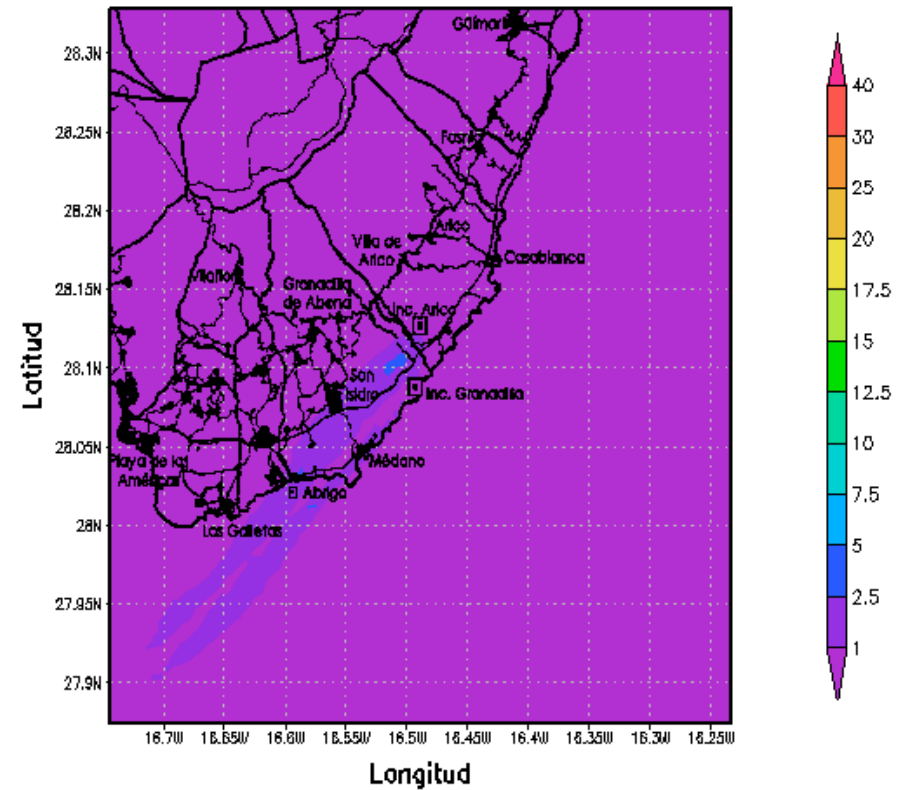 Güimar
28.3N
28.25N
Fasnia
28.2N
Arico
Villa de
Arico
Casablanca
Vilaflor
28.15N
Granadilla
de Abona
Inc. Arico
28.1N
San
Isidro
Inc. Granadilla
28.05N
Playa de las
Américas
Médano
El Abrigo
28N
Las Galletas
27.95N
27.9N
16.7W 16.65W 16.6W 16.55W 16.5W 16.45W 16.4W 16.35W 16.3W 16.25W
Longitud
Latitud
40
30
25
20
17.5
15
12.5
10
7.5
5
2.5
1